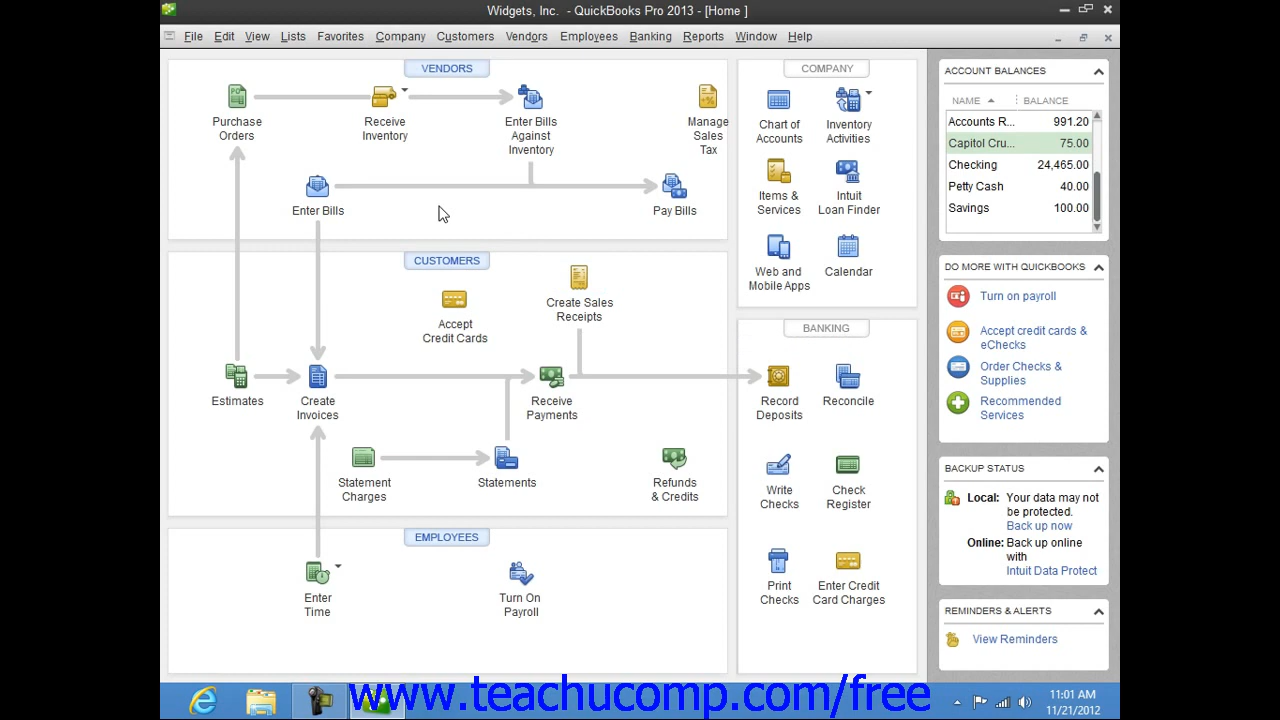 Widgets, Inc. - QuickBooks Pro 2013 - [Home ]
File Edit View Lists Favorites Company Customers Vendors Employees Banking Reports Window Help
VENDORS
Purchase
Orders
Receive
Inventory
Enter Bills
Against
Inventory
Manage
Sales
Tax
Enter Bills
Pay Bills
CUSTOMERS
Create Sales
Receipts
Accept
Credit Cards
Estimates
Create
Invoices
Receive
Payments
Statement
Charges
Statements
Refunds
& Credits
EMPLOYEES
Enter
Time
Turn On
Payroll
COMPANY
Chart of
Accounts
Inventory
Activities
Items &
Services
Intuit
Loan Finder
Web and
Mobile Apps
Calendar
BANKING
Record
Deposits
Reconcile
Write
Checks
Check
Register
Print
Checks
Enter Credit
Card Charges
ACCOUNT BALANCES
NAME BALANCE
Accounts R... 991.20
Capitol Cru... 75.00
Checking 24,465.00
Petty Cash 40.00
Savings 100.00
DO MORE WITH QUICKBOOKS
Turn on payroll
Accept credit cards &
eChecks
Order Checks &
Supplies
Recommended
Services
BACKUP STATUS
Local: Your data may not
be protected.
Back up now
Online: Back up online
with
Intuit Data Protect
REMINDERS & ALERTS
View Reminders
www.teachucomp.com/free
11:01 AM
11/21/2012